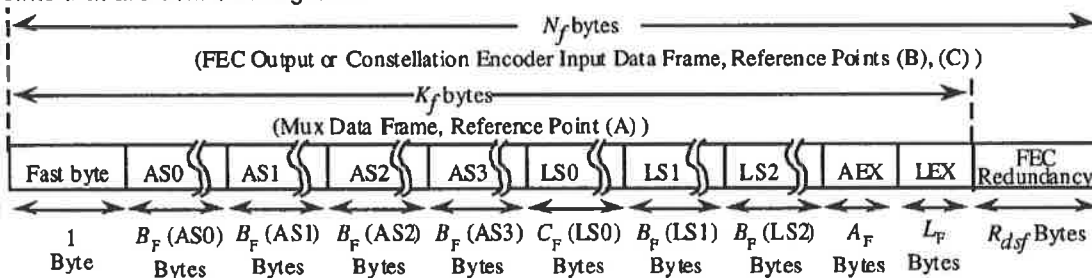 N_f bytes
(FEC Output or Constellation Encoder Input Data Frame, Reference Points (B), (C) )
K_f bytes
(Mux Data Frame, Reference Point (A) )
Fast byte AS0 AS1 AS2 AS3 LS0 LS1 LS2 AEX LEX FEC Redundancy
1 Byte B_F (AS0) Bytes B_F (AS1) Bytes B_F (AS2) Bytes B_F (AS3) Bytes C_F (LS0) Bytes B_F (LS1) Bytes B_F (LS2) Bytes A_F Bytes L_F Bytes R_dsf Bytes